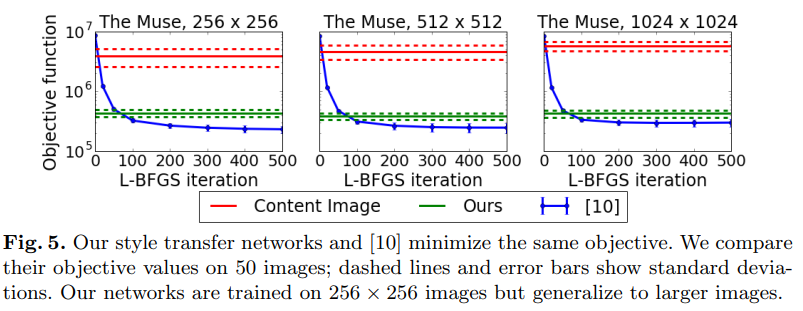 The Muse, 256 x 256 The Muse, 512 x 512 The Muse, 1024 x 1024
Objective function
10^7
10^6
10^5
0 100 200 300 400 500 0 100 200 300 400 500 0 100 200 300 400 500
L-BFGS iteration L-BFGS iteration L-BFGS iteration
Content Image Ours [10]
Fig. 5. Our style transfer networks and [10] minimize the same objective. We compare
their objective values on 50 images; dashed lines and error bars show standard devia-
tions. Our networks are trained on 256 × 256 images but generalize to larger images.